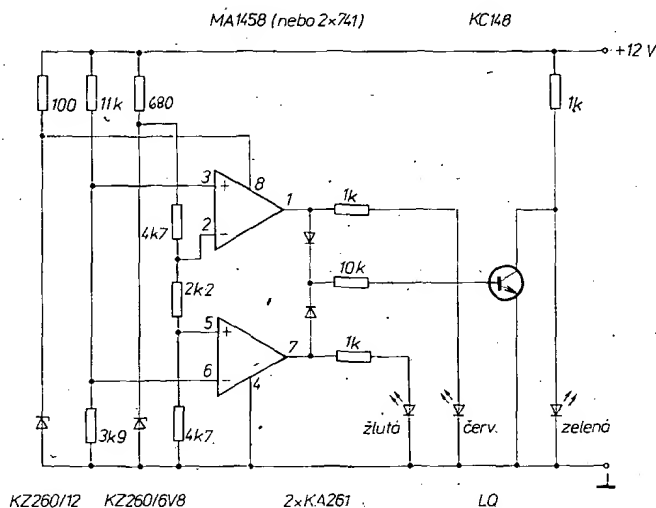 MA1458 (nebo 2×741) KC148
+12 V
100 11k 680 1k
3 8
+ 1 1k
2 −
4k7
10k
2k2
5 + 7 1k
6 − 4
3k9 4k7 žlutá červ. zelená
KZ260/12 KZ260/6V8 2×KA261 LQ